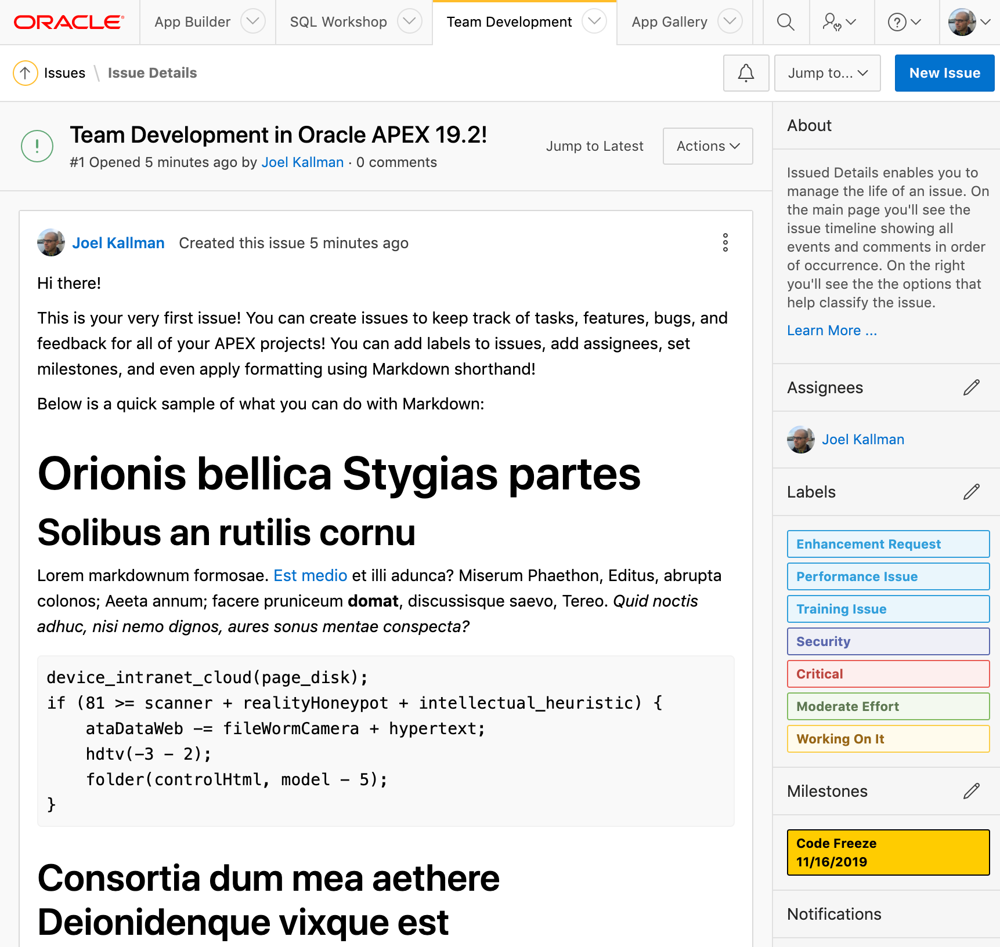 ORACLE
App Builder
SQL Workshop
Team Development
App Gallery
Issues \ Issue Details
Jump to...
New Issue
Team Development in Oracle APEX 19.2!
#1 Opened 5 minutes ago by Joel Kallman · 0 comments
Jump to Latest
Actions
Joel Kallman Created this issue 5 minutes ago
Hi there!
This is your very first issue! You can create issues to keep track of tasks, features, bugs, and
feedback for all of your APEX projects! You can add labels to issues, add assignees, set
milestones, and even apply formatting using Markdown shorthand!
Below is a quick sample of what you can do with Markdown:
Orionis bellica Stygias partes
Solibus an rutilis cornu
Lorem markdownum formosae. Est medio et illi adunca? Miserum Phaethon, Editus, abrupta
colonos; Aeeta annum; facere pruniceum domat, discussisque saevo, Tereo. Quid noctis
adhuc, nisi nemo dignos, aures sonus mentae conspecta?
device_intranet_cloud(page_disk);
if (81 >= scanner + realityHoneypot + intellectual_heuristic) {
    ataDataWeb -= fileWormCamera + hypertext;
    hdtv(-3 - 2);
    folder(controlHtml, model - 5);
}
Consortia dum mea aethere
Deionidenque vixque est
About
Issued Details enables you to
manage the life of an issue. On
the main page you'll see the
issue timeline showing all
events and comments in order
of occurrence. On the right
you'll see the the options that
help classify the issue.
Learn More ...
Assignees
Joel Kallman
Labels
Enhancement Request
Performance Issue
Training Issue
Security
Critical
Moderate Effort
Working On It
Milestones
Code Freeze
11/16/2019
Notifications